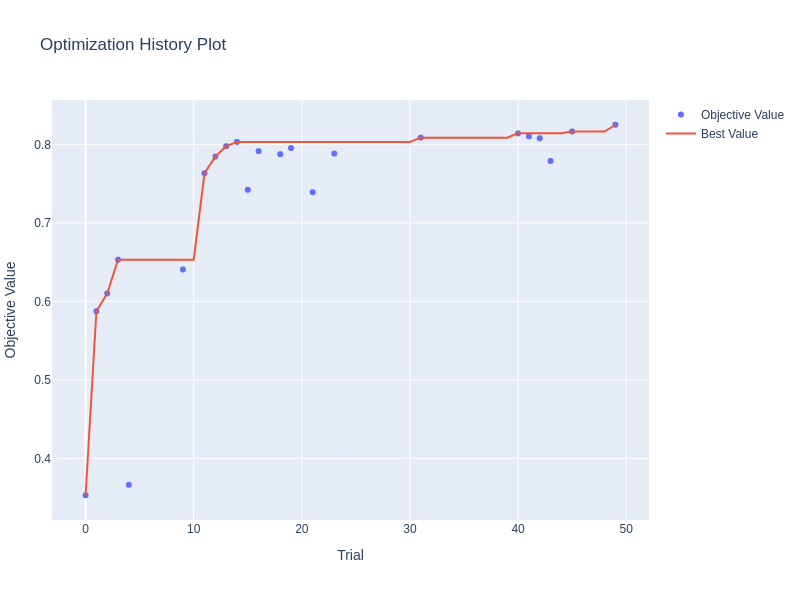 Optimization History Plot
Objective Value
Best Value
0.8
0.7
0.6
0.5
0.4
Objective Value
0 10 20 30 40 50
Trial